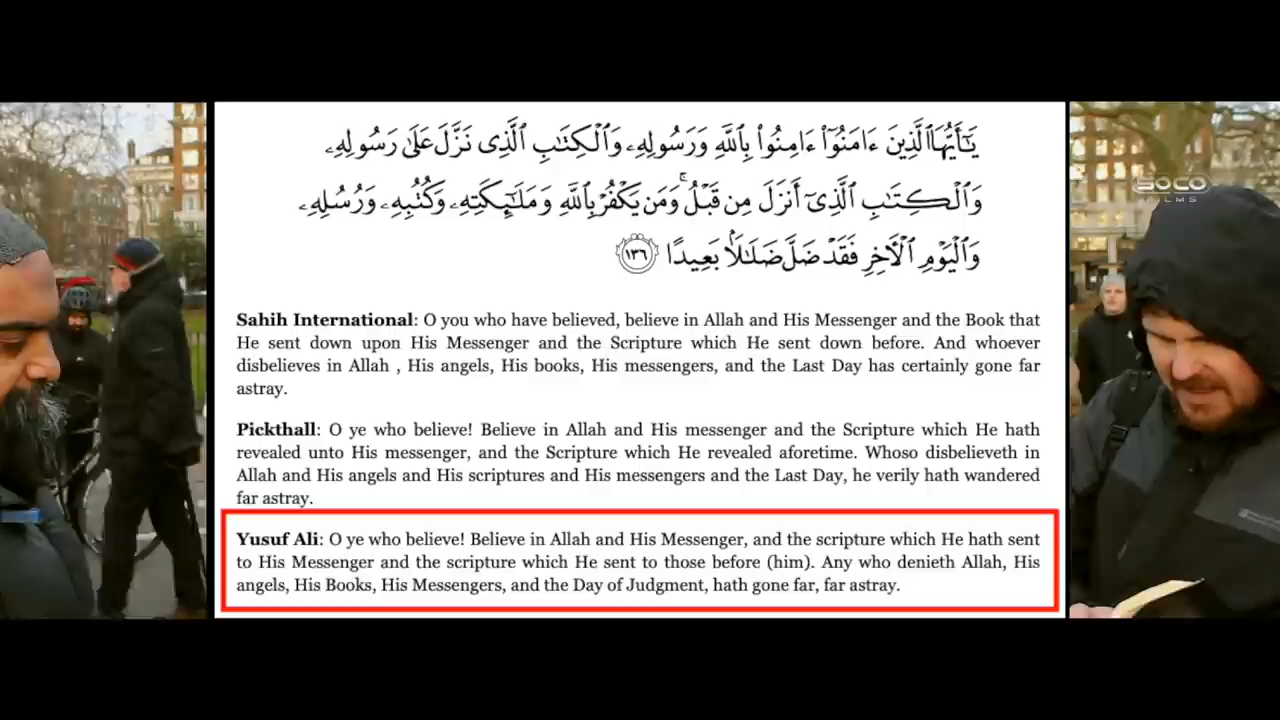 يَٰٓأَيُّهَا ٱلَّذِينَ ءَامَنُوٓا۟ ءَامِنُوا۟ بِٱللَّهِ وَرَسُولِهِۦ وَٱلْكِتَٰبِ ٱلَّذِى نَزَّلَ عَلَىٰ رَسُولِهِۦ
وَٱلْكِتَٰبِ ٱلَّذِىٓ أَنزَلَ مِن قَبْلُ ۚ وَمَن يَكْفُرْ بِٱللَّهِ وَمَلَٰٓئِكَتِهِۦ وَكُتُبِهِۦ وَرُسُلِهِۦ
وَٱلْيَوْمِ ٱلْءَاخِرِ فَقَدْ ضَلَّ ضَلَٰلًۢا بَعِيدًا ١٣٦
SOCO
FILMS
Sahih International: O you who have believed, believe in Allah and His Messenger and the Book that
He sent down upon His Messenger and the Scripture which He sent down before. And whoever
disbelieves in Allah , His angels, His books, His messengers, and the Last Day has certainly gone far
astray.
Pickthall: O ye who believe! Believe in Allah and His messenger and the Scripture which He hath
revealed unto His messenger, and the Scripture which He revealed aforetime. Whoso disbelieveth in
Allah and His angels and His scriptures and His messengers and the Last Day, he verily hath wandered
far astray.
Yusuf Ali: O ye who believe! Believe in Allah and His Messenger, and the scripture which He hath sent
to His Messenger and the scripture which He sent to those before (him). Any who denieth Allah, His
angels, His Books, His Messengers, and the Day of Judgment, hath gone far, far astray.